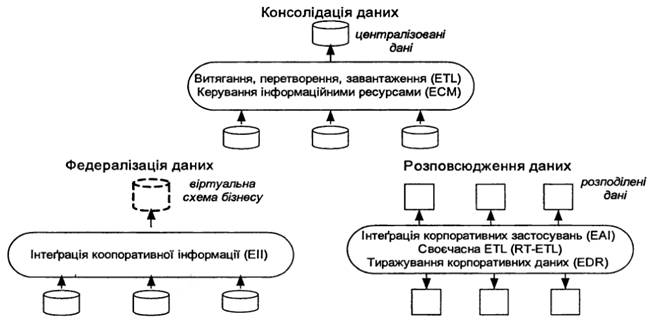 Консолідація даних
централізовані
дані
Витягання, перетворення, завантаження (ETL)
Керування інформаційними ресурсами (ECM)
Федералізація даних
віртуальна
схема бізнесу
Інтеґрація коопоративної інформації (EII)
Розповсюдження даних
розподілені
дані
Інтеґрація корпоративних застосувань (EAI)
Своєчасна ETL (RT-ETL)
Тиражування корпоративних даних (EDR)